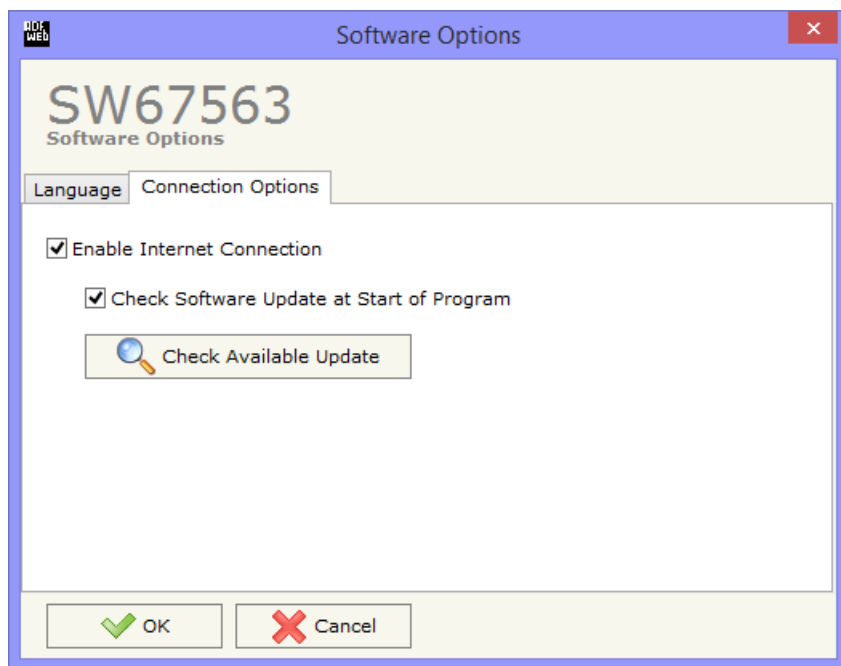 ADF
WEB
Software Options
SW67563
Software Options
Language
Connection Options
Enable Internet Connection
Check Software Update at Start of Program
Check Available Update
OK
Cancel